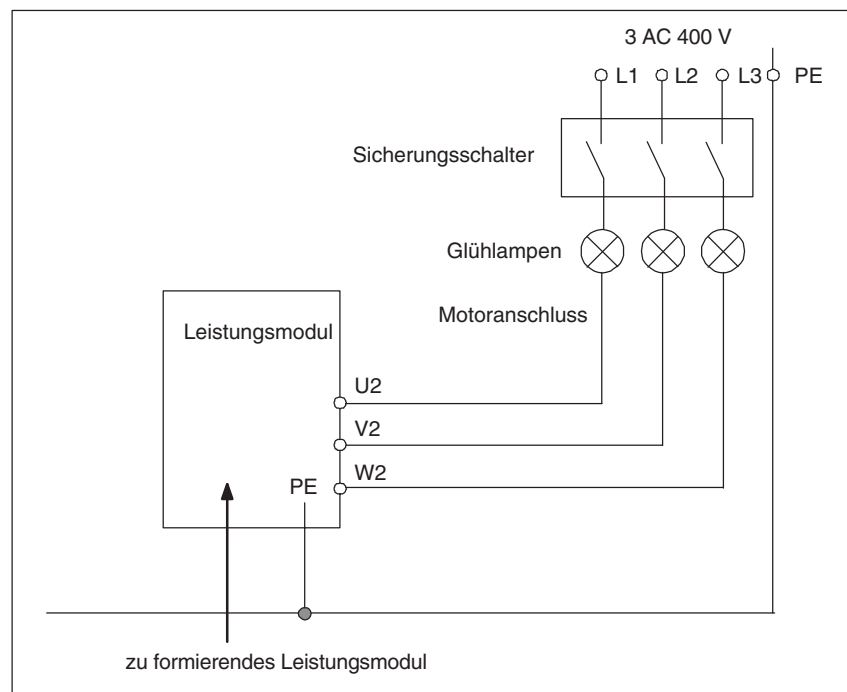 3 AC 400 V
L1 L2 L3 PE
Sicherungsschalter
Glühlampen
Motoranschluss
Leistungsmodul
U2
V2
W2
PE
zu formierendes Leistungsmodul